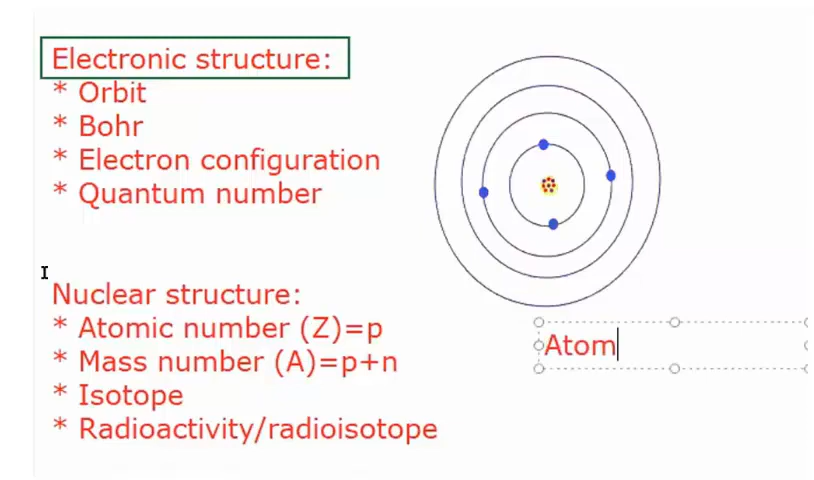 Electronic structure:
* Orbit
* Bohr
* Electron configuration
* Quantum number
Nuclear structure:
* Atomic number (Z)=p
* Mass number (A)=p+n
* Isotope
* Radioactivity/radioisotope
Atom